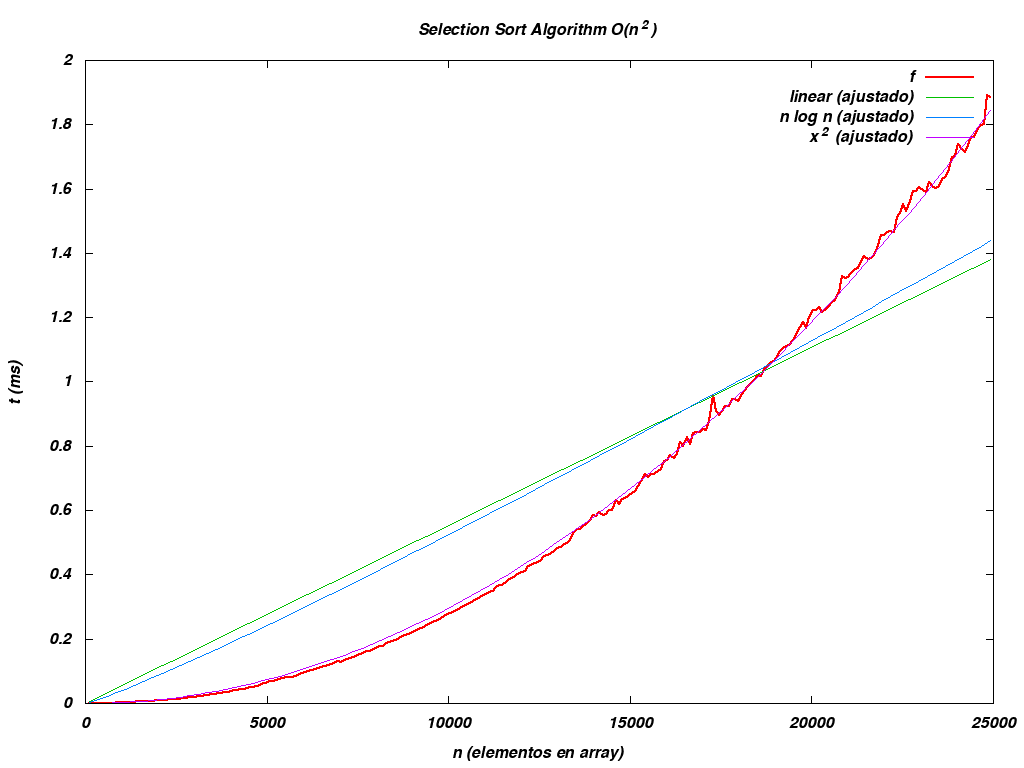 Selection Sort Algorithm O(n²)
f
linear (ajustado)
n log n (ajustado)
x² (ajustado)
2
1.8
1.6
1.4
1.2
1
0.8
0.6
0.4
0.2
0
t (ms)
0 5000 10000 15000 20000 25000
n (elementos en array)